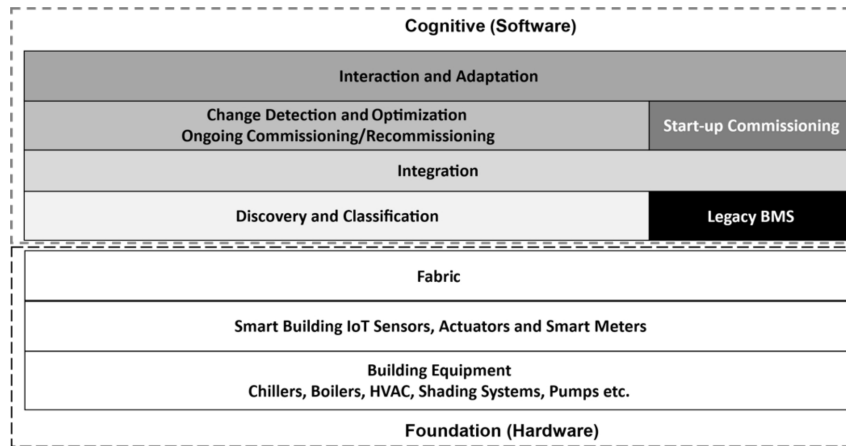 Cognitive (Software)
Interaction and Adaptation
Change Detection and Optimization
Ongoing Commissioning/Recommissioning
Start-up Commissioning
Integration
Discovery and Classification
Legacy BMS
Fabric
Smart Building IoT Sensors, Actuators and Smart Meters
Building Equipment
Chillers, Boilers, HVAC, Shading Systems, Pumps etc.
Foundation (Hardware)